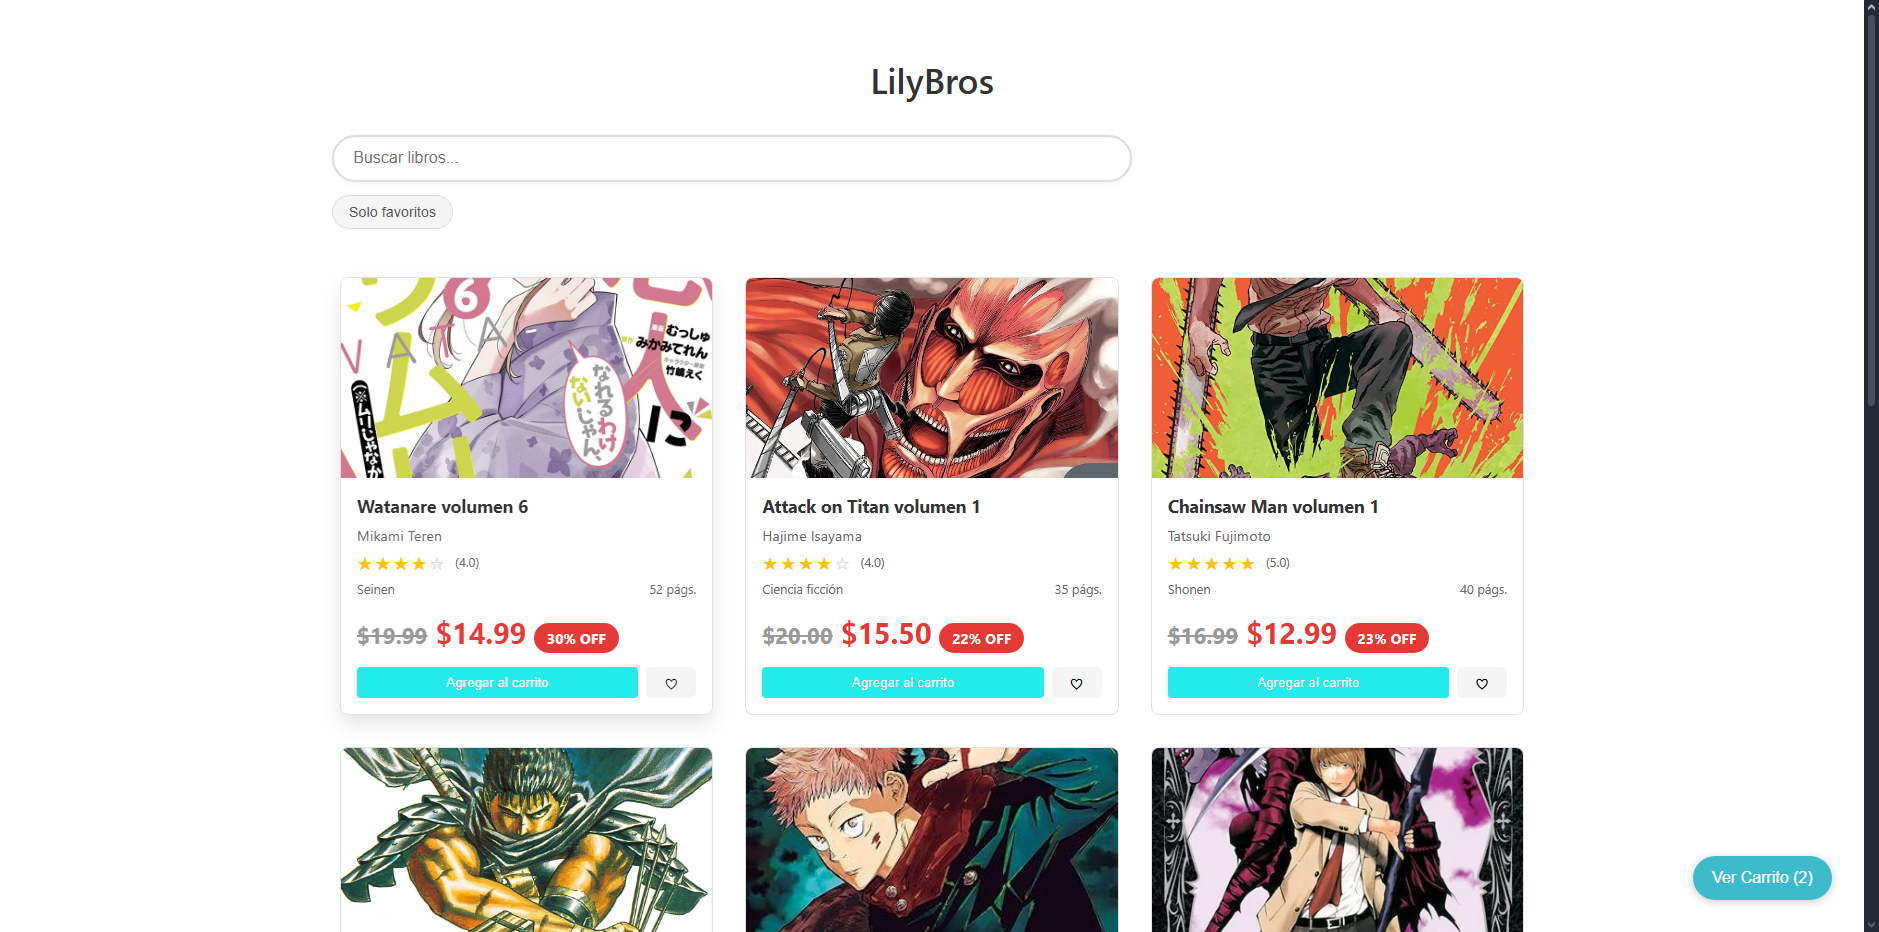 LilyBros
Buscar libros...
Solo favoritos
6
むっしゅ
みかみてれん
竹嶋えく
なれるわけ
ないじゃん、
WATA
ムリ
に
Watanare volumen 6
Mikami Teren
★★★★☆ (4.0)
Seinen 52 págs.
$19.99 $14.99 30% OFF
Agregar al carrito
Attack on Titan volumen 1
Hajime Isayama
★★★★☆ (4.0)
Ciencia ficción 35 págs.
$20.00 $15.50 22% OFF
Agregar al carrito
Chainsaw Man volumen 1
Tatsuki Fujimoto
★★★★★ (5.0)
Shonen 40 págs.
$16.99 $12.99 23% OFF
Agregar al carrito
Ver Carrito (2)